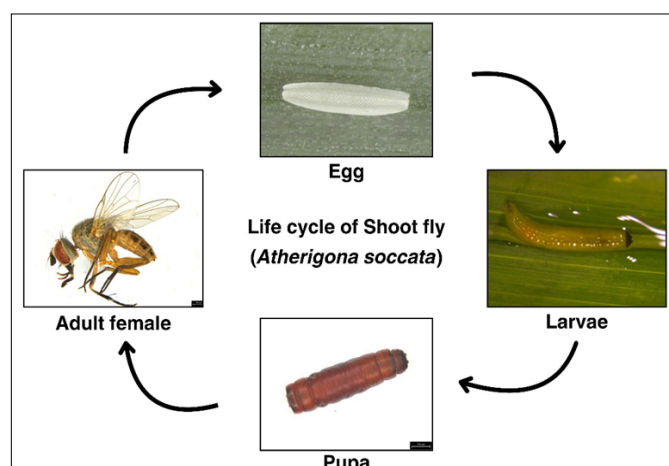 Egg
Life cycle of Shoot fly
(Atherigona soccata)
Adult female
Larvae
Pupa